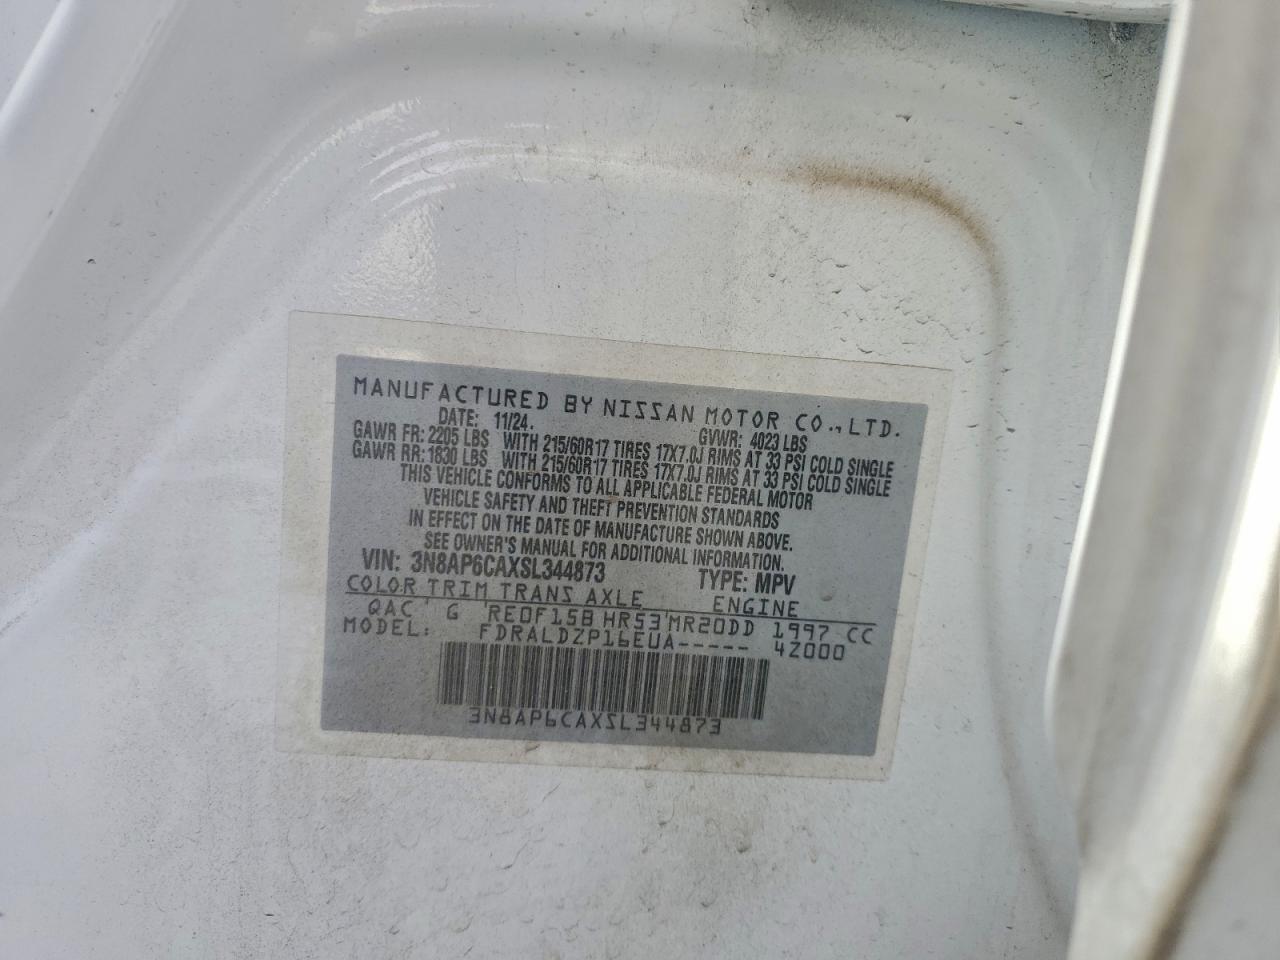 MANUFACTURED BY NISSAN MOTOR CO.,LTD.
DATE: 11/24. GVWR: 4023 LBS
GAWR FR: 2205 LBS WITH 215/60R17 TIRES 17X7.0J RIMS AT 33 PSI COLD SINGLE
GAWR RR: 1830 LBS WITH 215/60R17 TIRES 17X7.0J RIMS AT 33 PSI COLD SINGLE
THIS VEHICLE CONFORMS TO ALL APPLICABLE FEDERAL MOTOR
VEHICLE SAFETY AND THEFT PREVENTION STANDARDS
IN EFFECT ON THE DATE OF MANUFACTURE SHOWN ABOVE.
SEE OWNER'S MANUAL FOR ADDITIONAL INFORMATION.
VIN: 3N8AP6CAXSL344873 TYPE: MPV
COLOR TRIM TRANS AXLE ENGINE
QAC G RE0F15B HR53 MR20DD 1997 CC
MODEL: FDRALDZP16EUA----- 4Z000
3N8AP6CAXSL344873